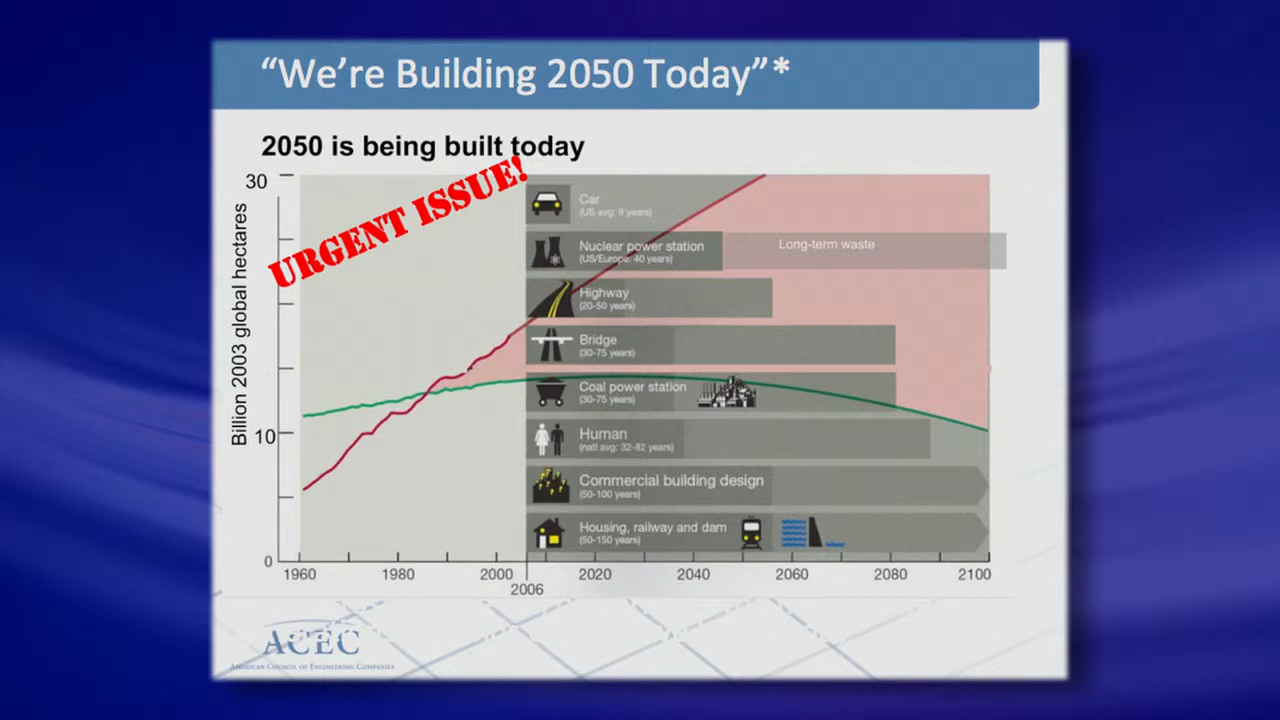 “We’re Building 2050 Today”*
2050 is being built today
URGENT ISSUE!
Billion 2003 global hectares
30
10
0
Car
(US avg: 9 years)
Nuclear power station
(US/Europe: 40 years)
Long-term waste
Highway
(20-50 years)
Bridge
(30-75 years)
Coal power station
(30-75 years)
Human
(natl avg: 32-82 years)
Commercial building design
(50-100 years)
Housing, railway and dam
(50-150 years)
1960 1980 2000 2020 2040 2060 2080 2100
2006
ACEC
AMERICAN COUNCIL OF ENGINEERING COMPANIES